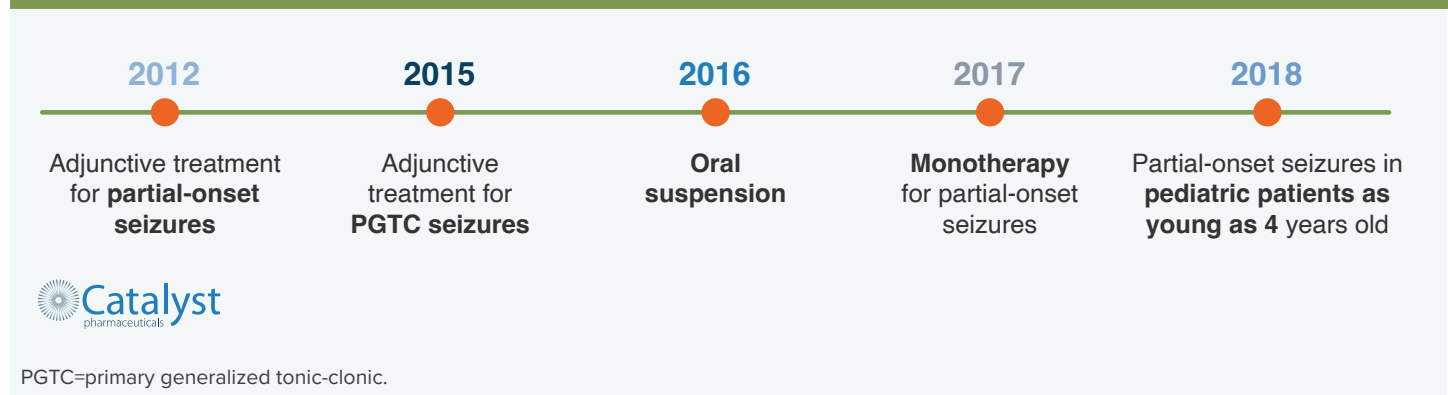 2012
Adjunctive treatment
for partial-onset
seizures
2015
Adjunctive
treatment for
PGTC seizures
2016
Oral
suspension
2017
Monotherapy
for partial-onset
seizures
2018
Partial-onset seizures in
pediatric patients as
young as 4 years old
Catalyst
pharmaceuticals
PGTC=primary generalized tonic-clonic.